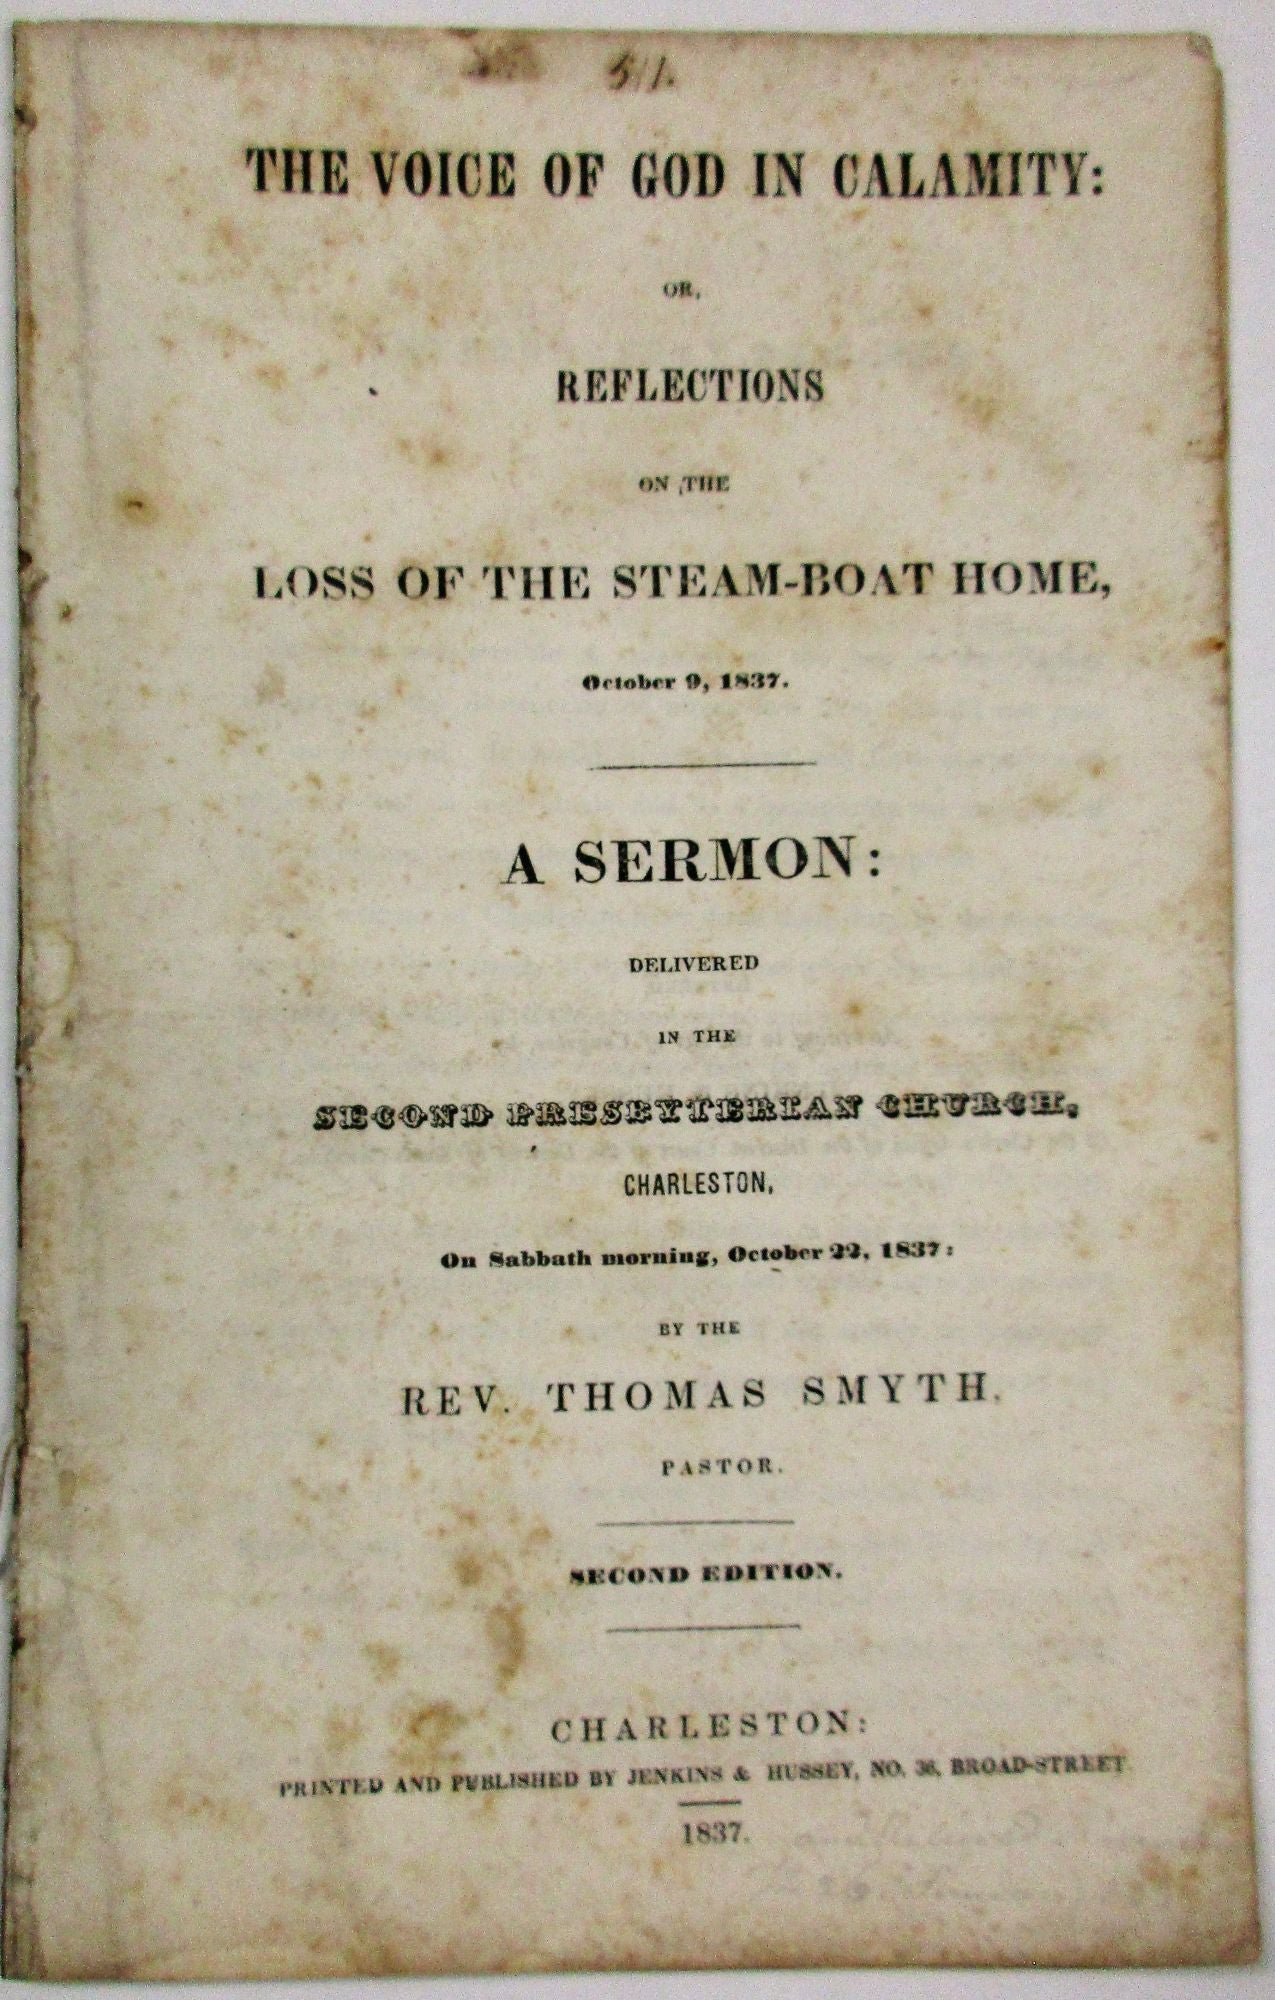 511.
THE VOICE OF GOD IN CALAMITY:
OR,
REFLECTIONS
ON THE
LOSS OF THE STEAM-BOAT HOME,
October 9, 1837.
A SERMON:
DELIVERED
IN THE
SECOND PRESBYTERIAN CHURCH,
CHARLESTON,
On Sabbath morning, October 22, 1837:
BY THE
REV. THOMAS SMYTH,
PASTOR.
SECOND EDITION.
CHARLESTON:
PRINTED AND PUBLISHED BY JENKINS & HUSSEY, NO. 36, BROAD-STREET.
1837.